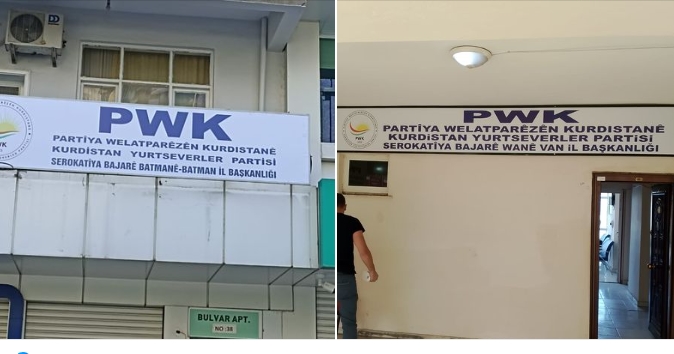 PWK
PARTİYA WELATPARÊZÊN KURDISTANÊ
KURDİSTAN YURTSEVERLER PARTİSİ
SEROKATİYA BAJARÊ BATMANÊ-BATMAN İL BAŞKANLIĞI
PWK
BULVAR APT.
NO :38
PWK
PARTİYA WELATPARÊZÊN KURDISTANÊ
KURDİSTAN YURTSEVERLER PARTİSİ
SEROKATİYA BAJARÊ WANÊ VAN İL BAŞKANLIĞI